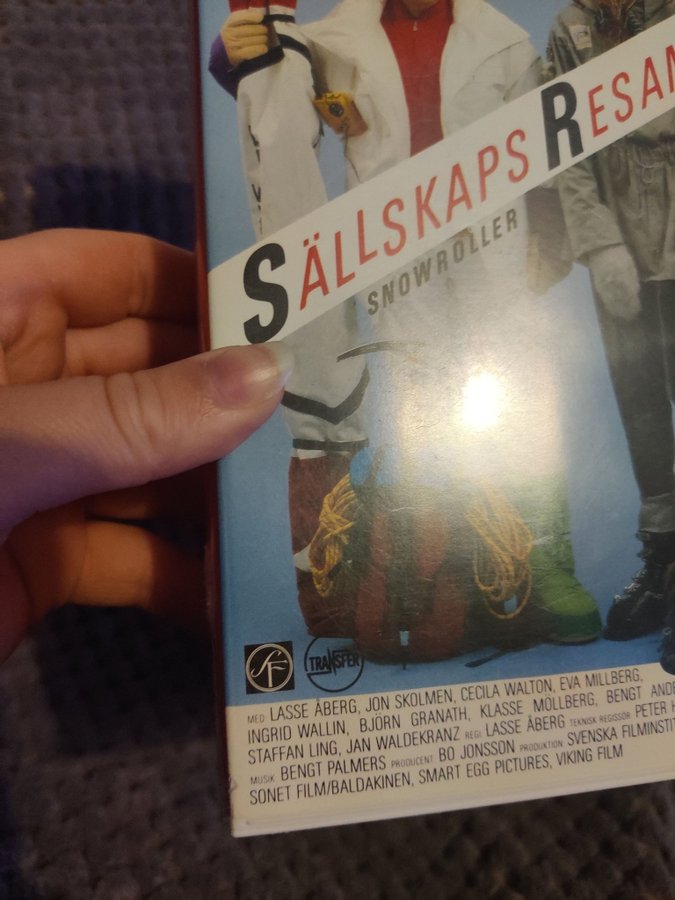 SÄLLSKAPS RESAN
SNOWROLLER
SF
TRANSFER
MED LASSE ÅBERG, JON SKOLMEN, CECILA WALTON, EVA MILLBERG,
INGRID WALLIN, BJÖRN GRANATH, KLASSE MÖLLBERG, BENGT
STAFFAN LING, JAN WALDEKRANZ REGI LASSE ÅBERG TEKNISK REGISSÖR PETER
MUSIK BENGT PALMERS PRODUCENT BO JONSSON PRODUKTION SVENSKA
SONET FILM/BALDAKINEN, SMART EGG PICTURES, VIKING FILM